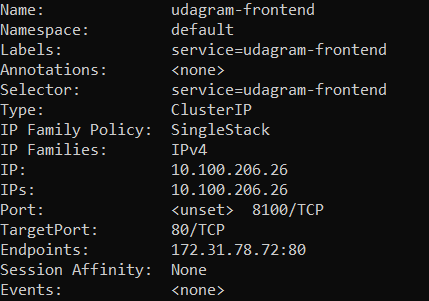 Name: udagram-frontend
Namespace: default
Labels: service=udagram-frontend
Annotations: <none>
Selector: service=udagram-frontend
Type: ClusterIP
IP Family Policy: SingleStack
IP Families: IPv4
IP: 10.100.206.26
IPs: 10.100.206.26
Port: <unset> 8100/TCP
TargetPort: 80/TCP
Endpoints: 172.31.78.72:80
Session Affinity: None
Events: <none>